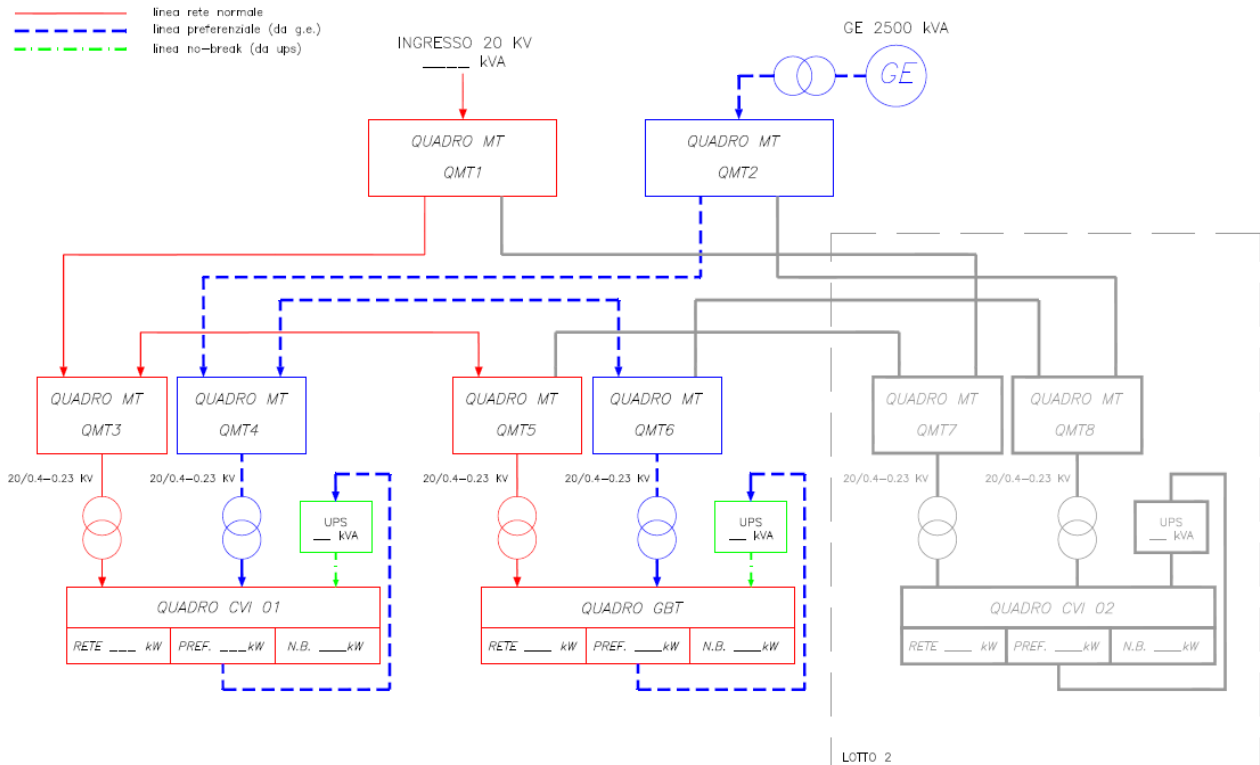 linea rete normale
linea preferenziale (da g.e.)
linea no-break (da ups)
INGRESSO 20 KV
____ kVA
GE 2500 kVA
GE
QUADRO MT
QMT1
QUADRO MT
QMT2
QUADRO MT
QMT3
QUADRO MT
QMT4
QUADRO MT
QMT5
QUADRO MT
QMT6
QUADRO MT
QMT7
QUADRO MT
QMT8
20/0.4-0.23 KV
20/0.4-0.23 KV
20/0.4-0.23 KV
20/0.4-0.23 KV
20/0.4-0.23 KV
20/0.4-0.23 KV
UPS
__ kVA
UPS
__ kVA
UPS
__ kVA
QUADRO CVI 01
RETE ___ kW
PREF. ___kW
N.B. ____kW
QUADRO GBT
RETE ____ kW
PREF. ____kW
N.B. ____kW
QUADRO CVI 02
RETE ____ kW
PREF. ____kW
N.B. ____kW
LOTTO 2